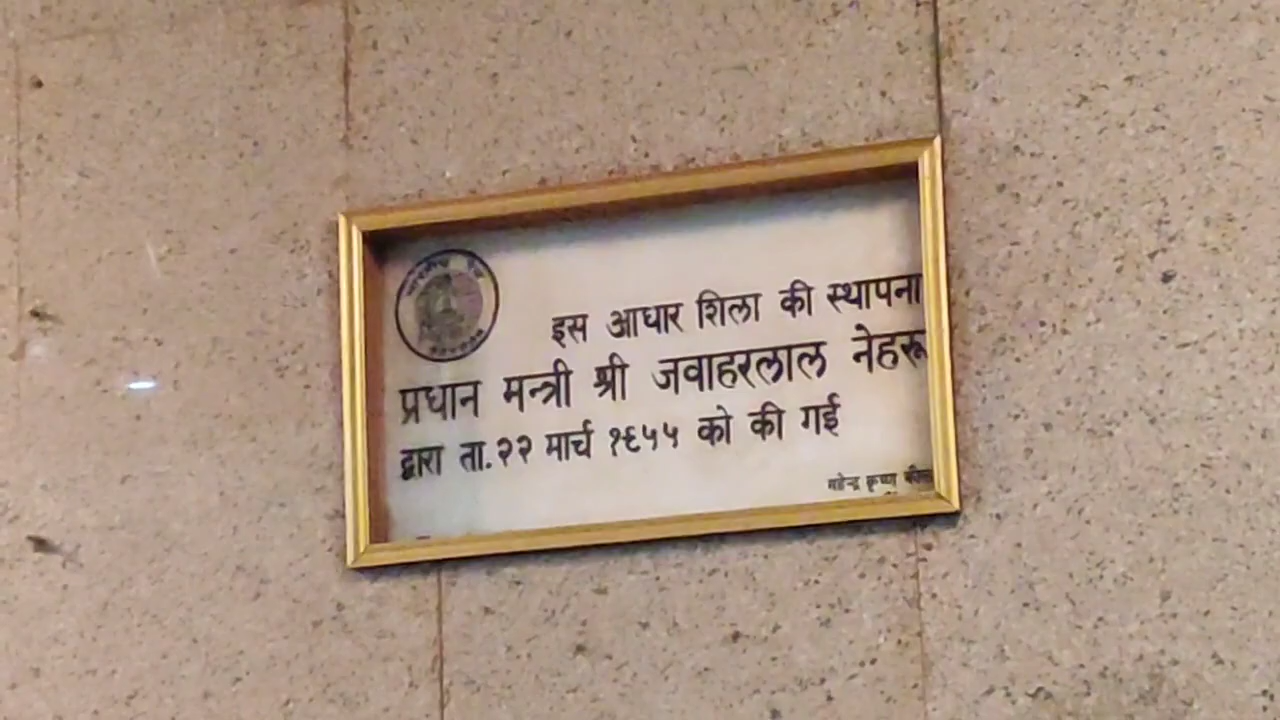 इस आधार शिला की स्थापना
प्रधान मन्त्री श्री जवाहरलाल नेहरू
द्वारा ता. २२ मार्च १९५५ को की गई
कृष्ण